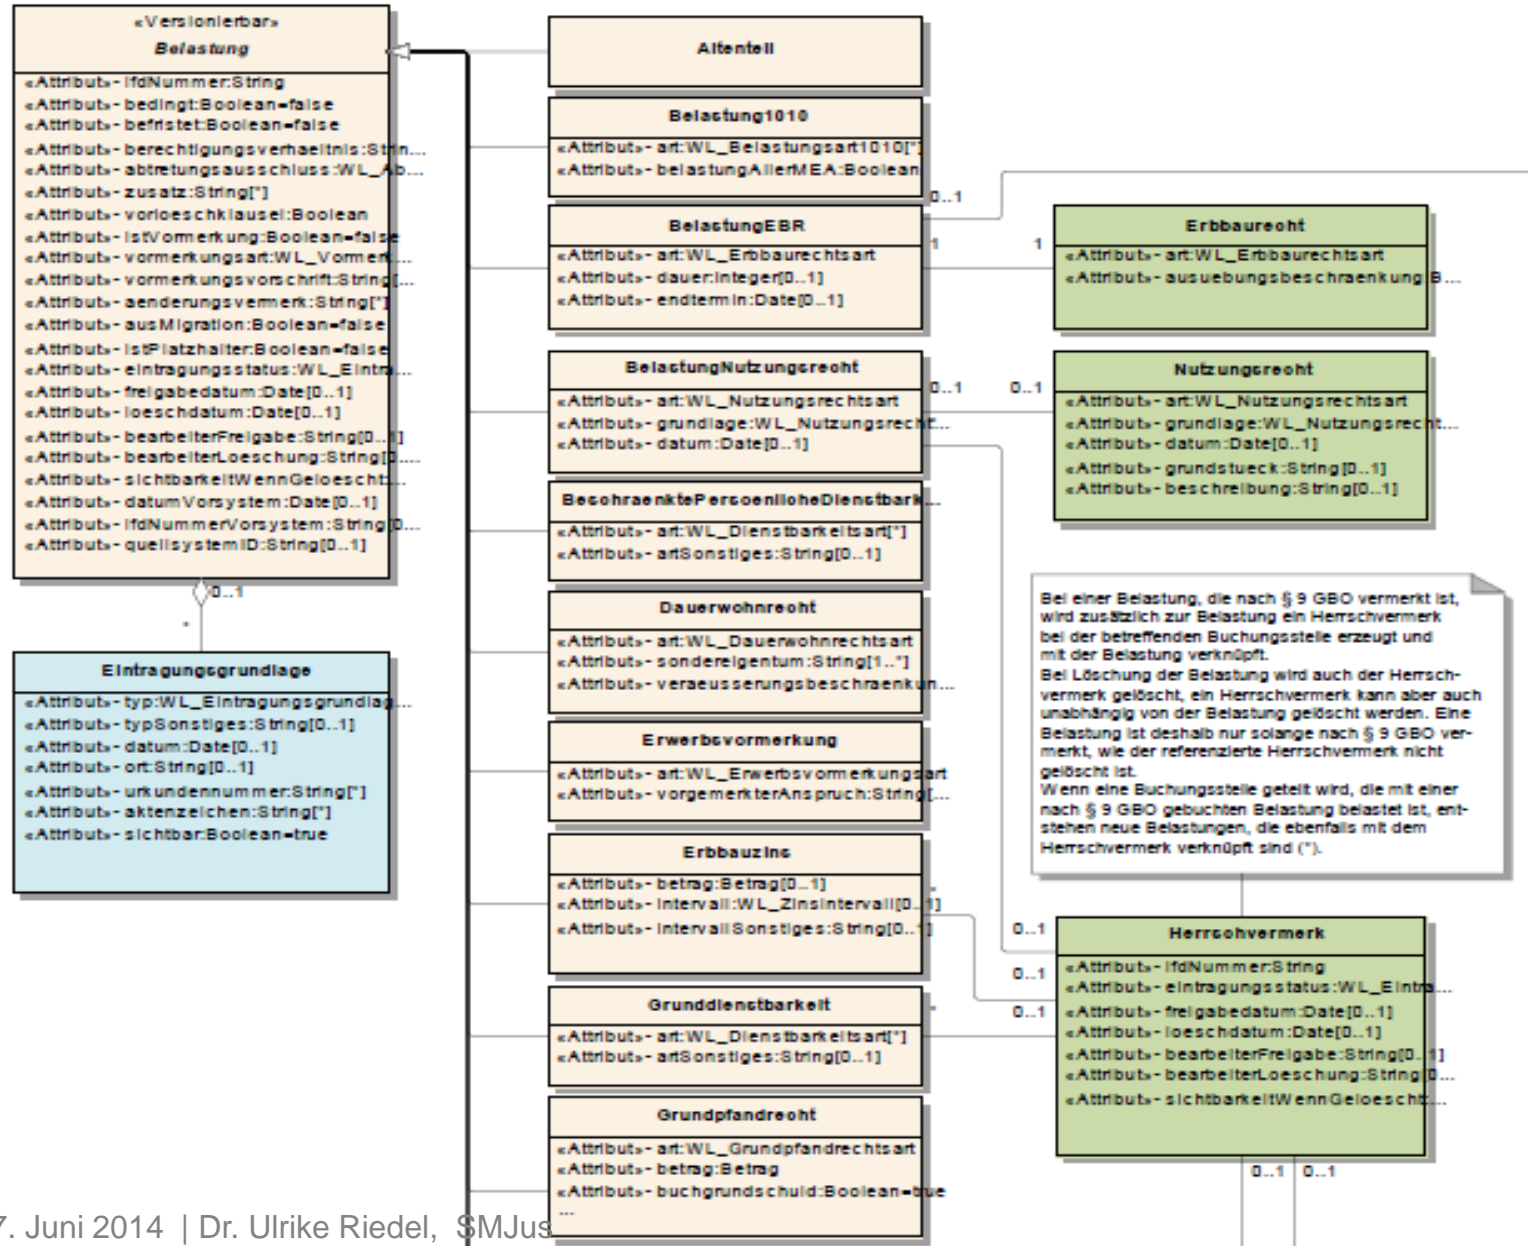 «Versionierbar»
Belastung
«Attribut»- lfdNummer:String
«Attribut»- bedingt:Boolean=false
«Attribut»- befristet:Boolean=false
«Attribut»- berechtigungsverhaeltnis:Strin...
«Attribut»- abtretungsausschluss:WL_Ab...
«Attribut»- zusatz:String[*]
«Attribut»- vorloeschklausel:Boolean
«Attribut»- istVormerkung:Boolean=false
«Attribut»- vormerkungsart:WL_Vormerk...
«Attribut»- vormerkungsvorschrift:String[...
«Attribut»- aenderungsvermerk:String[*]
«Attribut»- ausMigration:Boolean=false
«Attribut»- istPlatzhalter:Boolean=false
«Attribut»- eintragungsstatus:WL_Eintra...
«Attribut»- freigabedatum:Date[0..1]
«Attribut»- loeschdatum:Date[0..1]
«Attribut»- bearbeiterFreigabe:String[0..1]
«Attribut»- bearbeiterLoeschung:String[0....
«Attribut»- sichtbarkeitWennGeloescht:...
«Attribut»- datumVorsystem:Date[0..1]
«Attribut»- lfdNummerVorsystem:String[0...
«Attribut»- quellsystemID:String[0..1]
0..1
*
Eintragungsgrundlage
«Attribut»- typ:WL_Eintragungsgrundlag...
«Attribut»- typSonstiges:String[0..1]
«Attribut»- datum:Date[0..1]
«Attribut»- ort:String[0..1]
«Attribut»- urkundennummer:String[*]
«Attribut»- aktenzeichen:String[*]
«Attribut»- sichtbar:Boolean=true
Altenteil
Belastung1010
«Attribut»- art:WL_Belastungsart1010[*]
«Attribut»- belastungAllerMEA:Boolean
0..1
BelastungEBR
«Attribut»- art:WL_Erbbaurechtsart
«Attribut»- dauer:Integer[0..1]
«Attribut»- endtermin:Date[0..1]
1
1
Erbbaurecht
«Attribut»- art:WL_Erbbaurechtsart
«Attribut»- ausuebungsbeschraenkung:B...
BelastungNutzungsrecht
«Attribut»- art:WL_Nutzungsrechtsart
«Attribut»- grundlage:WL_Nutzungsrecht...
«Attribut»- datum:Date[0..1]
0..1
0..1
Nutzungsrecht
«Attribut»- art:WL_Nutzungsrechtsart
«Attribut»- grundlage:WL_Nutzungsrecht...
«Attribut»- datum:Date[0..1]
«Attribut»- grundstueck:String[0..1]
«Attribut»- beschreibung:String[0..1]
BeschraenktePersoenlicheDienstbark...
«Attribut»- art:WL_Dienstbarkeitsart[*]
«Attribut»- artSonstiges:String[0..1]
Dauerwohnrecht
«Attribut»- art:WL_Dauerwohnrechtsart
«Attribut»- sondereigentum:String[1..*]
«Attribut»- veraeusserungsbeschraenkun...
Erwerbsvormerkung
«Attribut»- art:WL_Erwerbsvormerkungsart
«Attribut»- vorgemerkterAnspruch:String[...
Bei einer Belastung, die nach § 9 GBO vermerkt ist,
wird zusätzlich zur Belastung ein Herrschvermerk
bei der betreffenden Buchungsstelle erzeugt und
mit der Belastung verknüpft.
Bei Löschung der Belastung wird auch der Herrsch-
vermerk gelöscht, ein Herrschvermerk kann aber auch
unabhängig von der Belastung gelöscht werden. Eine
Belastung ist deshalb nur solange nach § 9 GBO ver-
merkt, wie der referenzierte Herrschvermerk nicht
gelöscht ist.
Wenn eine Buchungsstelle geteilt wird, die mit einer
nach § 9 GBO gebuchten Belastung belastet ist, ent-
stehen neue Belastungen, die ebenfalls mit dem
Herrschvermerk verknüpft sind (*).
Erbbauzins
«Attribut»- betrag:Betrag[0..1]
«Attribut»- intervall:WL_Zinsintervall[0..1]
«Attribut»- intervallSonstiges:String[0..1]
*
0..1
0..1
0..1
Herrschvermerk
«Attribut»- lfdNummer:String
«Attribut»- eintragungsstatus:WL_Eintra...
«Attribut»- freigabedatum:Date[0..1]
«Attribut»- loeschdatum:Date[0..1]
«Attribut»- bearbeiterFreigabe:String[0..1]
«Attribut»- bearbeiterLoeschung:String[0...
«Attribut»- sichtbarkeitWennGeloescht:...
0..1
0..1
Grunddienstbarkeit
«Attribut»- art:WL_Dienstbarkeitsart[*]
«Attribut»- artSonstiges:String[0..1]
*
Grundpfandrecht
«Attribut»- art:WL_Grundpfandrechtsart
«Attribut»- betrag:Betrag
«Attribut»- buchgrundschuld:Boolean=true
...
7. Juni 2014 | Dr. Ulrike Riedel, SMJus